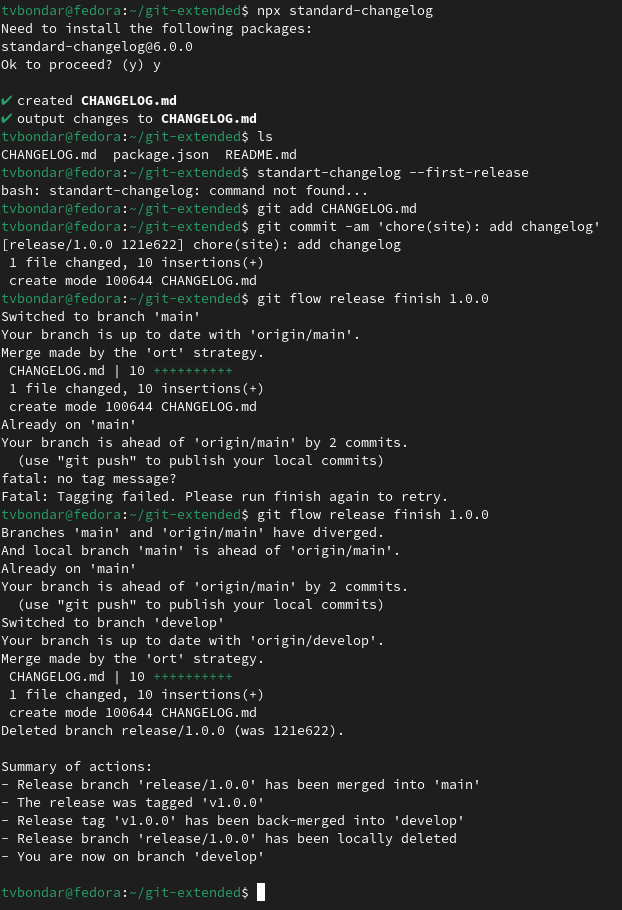 tvbondar@fedora:~/git-extended$ npx standard-changelog
Need to install the following packages:
standard-changelog@6.0.0
Ok to proceed? (y) y
✔ created CHANGELOG.md
✔ output changes to CHANGELOG.md
tvbondar@fedora:~/git-extended$ ls
CHANGELOG.md  package.json  README.md
tvbondar@fedora:~/git-extended$ standart-changelog --first-release
bash: standart-changelog: command not found...
tvbondar@fedora:~/git-extended$ git add CHANGELOG.md
tvbondar@fedora:~/git-extended$ git commit -am 'chore(site): add changelog'
[release/1.0.0 121e622] chore(site): add changelog
 1 file changed, 10 insertions(+)
 create mode 100644 CHANGELOG.md
tvbondar@fedora:~/git-extended$ git flow release finish 1.0.0
Switched to branch 'main'
Your branch is up to date with 'origin/main'.
Merge made by the 'ort' strategy.
 CHANGELOG.md | 10 ++++++++++
 1 file changed, 10 insertions(+)
 create mode 100644 CHANGELOG.md
Already on 'main'
Your branch is ahead of 'origin/main' by 2 commits.
  (use "git push" to publish your local commits)
fatal: no tag message?
Fatal: Tagging failed. Please run finish again to retry.
tvbondar@fedora:~/git-extended$ git flow release finish 1.0.0
Branches 'main' and 'origin/main' have diverged.
And local branch 'main' is ahead of 'origin/main'.
Already on 'main'
Your branch is ahead of 'origin/main' by 2 commits.
  (use "git push" to publish your local commits)
Switched to branch 'develop'
Your branch is up to date with 'origin/develop'.
Merge made by the 'ort' strategy.
 CHANGELOG.md | 10 ++++++++++
 1 file changed, 10 insertions(+)
 create mode 100644 CHANGELOG.md
Deleted branch release/1.0.0 (was 121e622).
Summary of actions:
- Release branch 'release/1.0.0' has been merged into 'main'
- The release was tagged 'v1.0.0'
- Release tag 'v1.0.0' has been back-merged into 'develop'
- Release branch 'release/1.0.0' has been locally deleted
- You are now on branch 'develop'
tvbondar@fedora:~/git-extended$